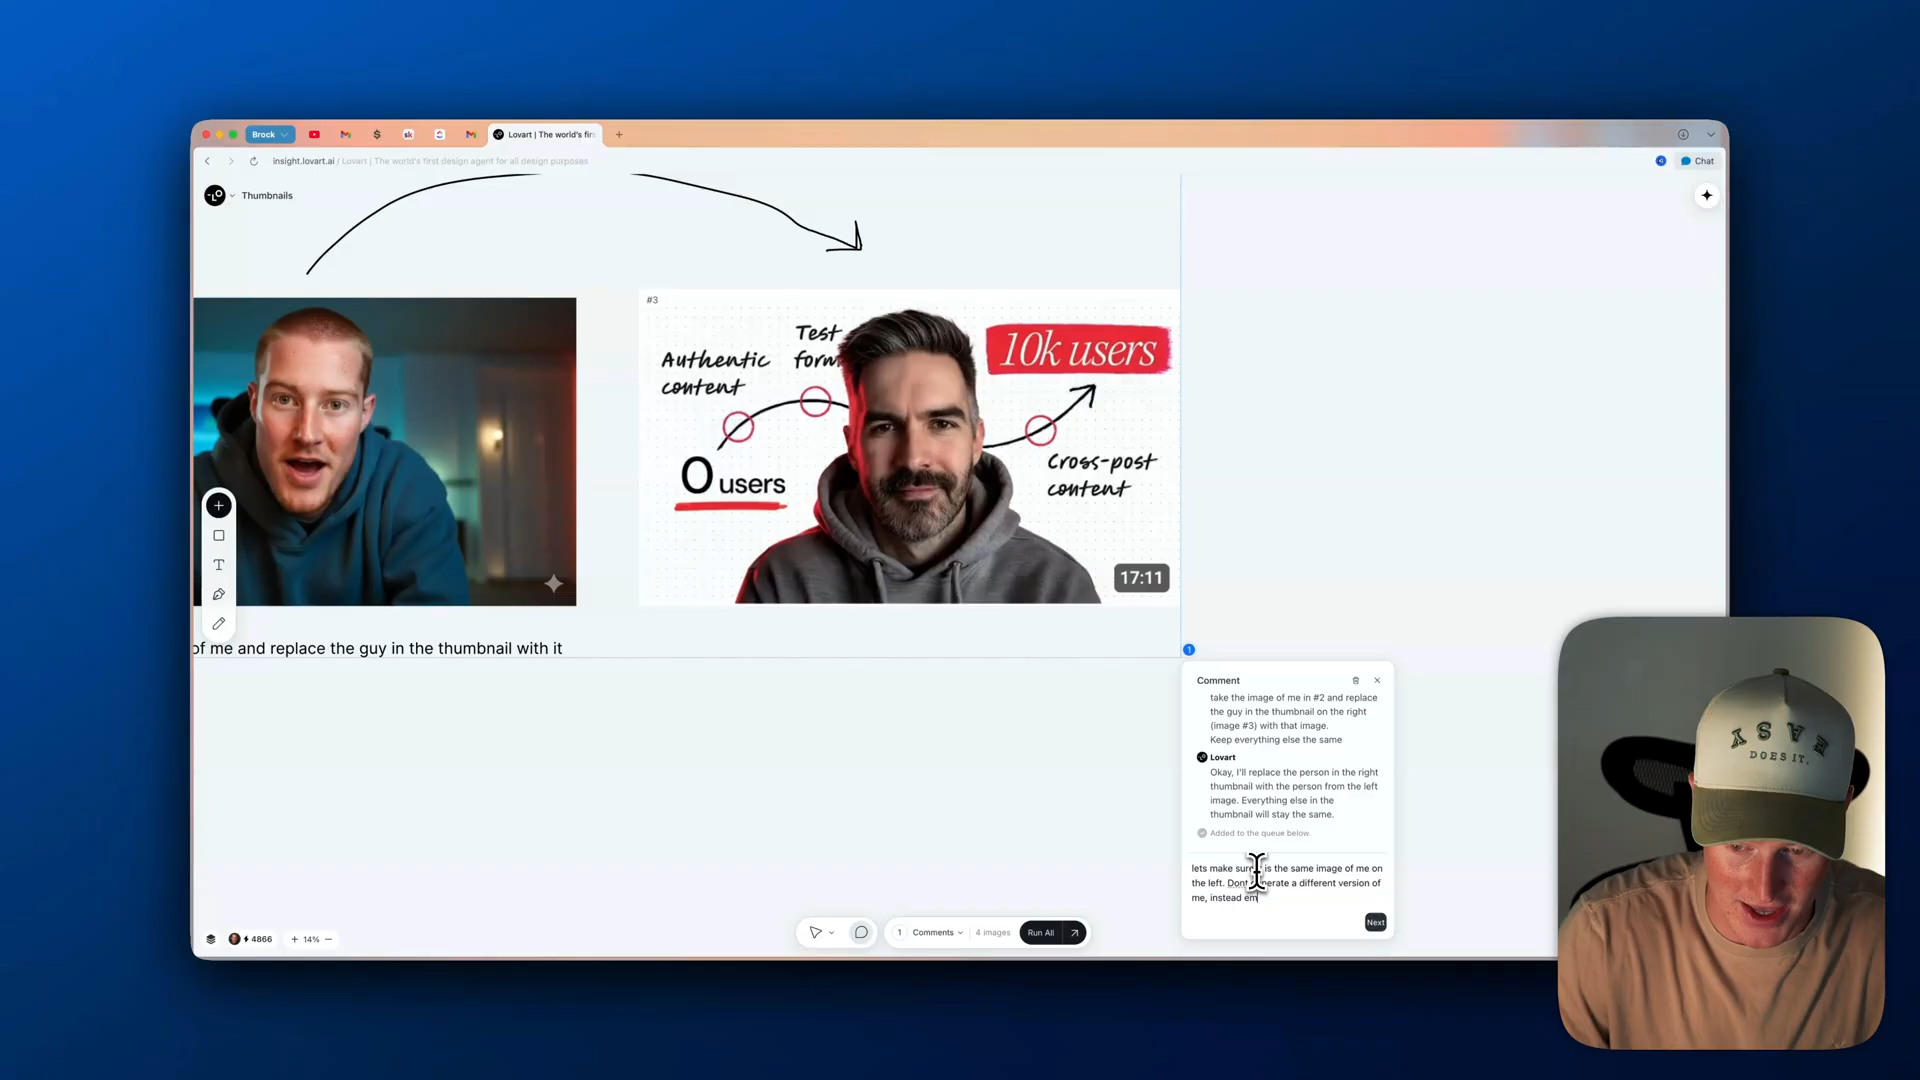 Brock
sk
Lovart | The world's firs
insight.lovart.ai / Lovart | The world's first design agent for all design purposes
Chat
Thumbnails
#3
Authentic
content
Test
form
10k users
0 users
Cross-post
content
17:11
T
of me and replace the guy in the thumbnail with it
1
Comment
take the image of me in #2 and replace
the guy in the thumbnail on the right
(image #3) with that image.
Keep everything else the same
Lovart
Okay, I'll replace the person in the right
thumbnail with the person from the left
image. Everything else in the
thumbnail will stay the same.
Added to the queue below.
lets make sure is the same image of me on
the left. Dont generate a different version of
me, instead em
Next
4866
14%
1 Comments
4 images
Run All
EASY
DOES IT.